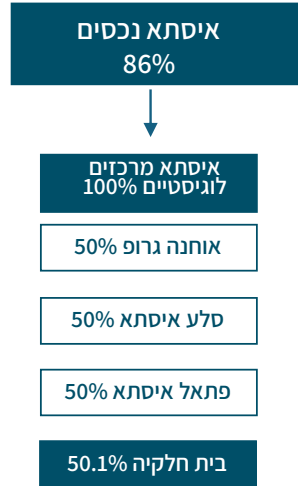 איסתא נכסים
86%
איסתא מרכזים
לוגיסטיים 100%
אוחנה גרופ 50%
סלע איסתא 50%
פתאל איסתא 50%
בית חלקיה 50.1%